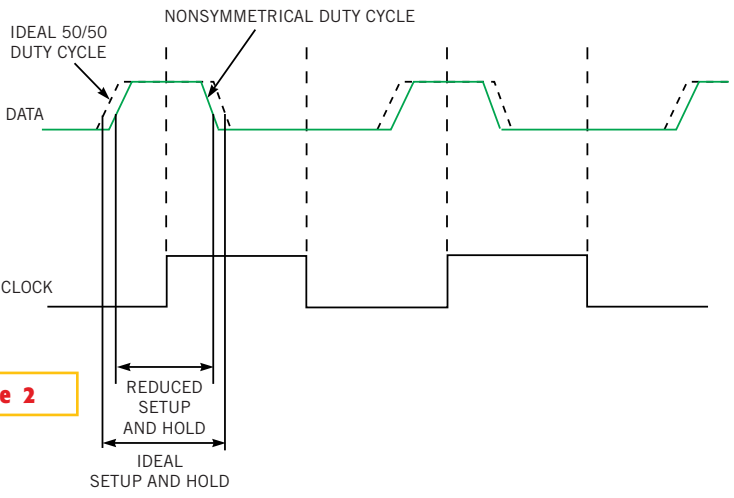 NONSYMMETRICAL DUTY CYCLE
IDEAL 50/50
DUTY CYCLE
DATA
CLOCK
e 2
REDUCED
SETUP
AND HOLD
IDEAL
SETUP AND HOLD